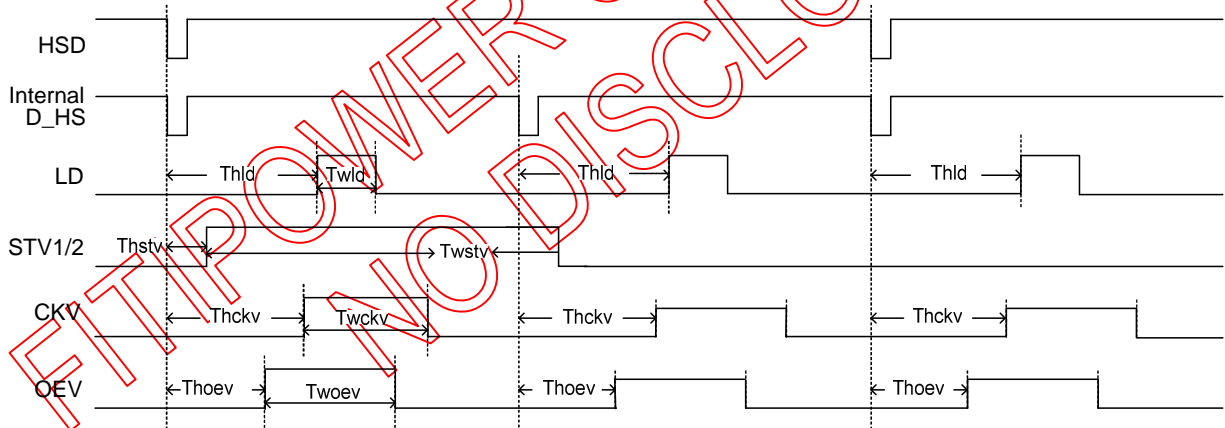 HSD
Internal
D_HS
LD
Thld
Twld
Thld
Thld
STV1/2
Thstv
Twstv
CKV
Thckv
Twckv
Thckv
Thckv
OEV
Thoev
Twoev
Thoev
Thoev
FITIPOWER
NO DISCLO